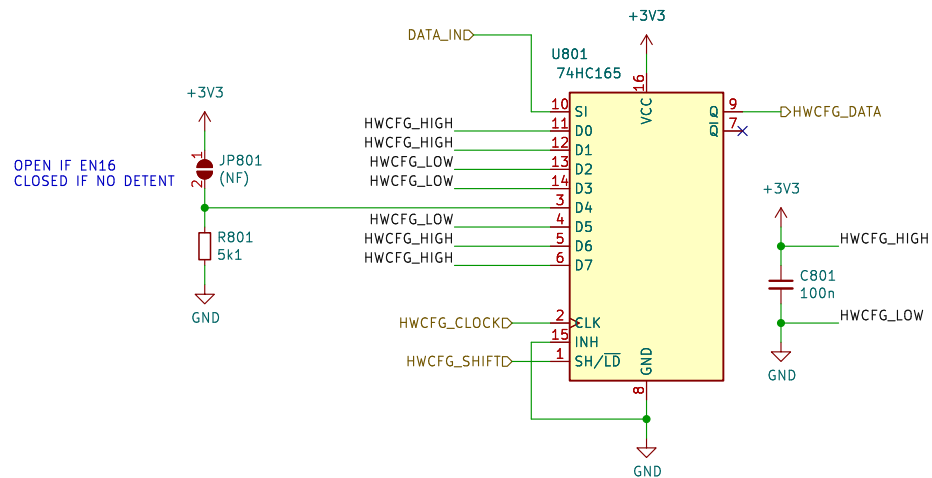 +3V3
DATA_IN
U801
74HC165
16
VCC
10
SI
9
Q
HWCFG_DATA
7
Q
HWCFG_HIGH
11
D0
HWCFG_HIGH
12
D1
HWCFG_LOW
13
D2
HWCFG_LOW
14
D3
3
D4
HWCFG_LOW
4
D5
HWCFG_HIGH
5
D6
HWCFG_HIGH
6
D7
HWCFG_CLOCK
2
CLK
15
INH
HWCFG_SHIFT
1
SH/LD
GND
8
GND
+3V3
1
JP801
(NF)
2
OPEN IF EN16
CLOSED IF NO DETENT
R801
5k1
GND
+3V3
HWCFG_HIGH
C801
100n
HWCFG_LOW
GND